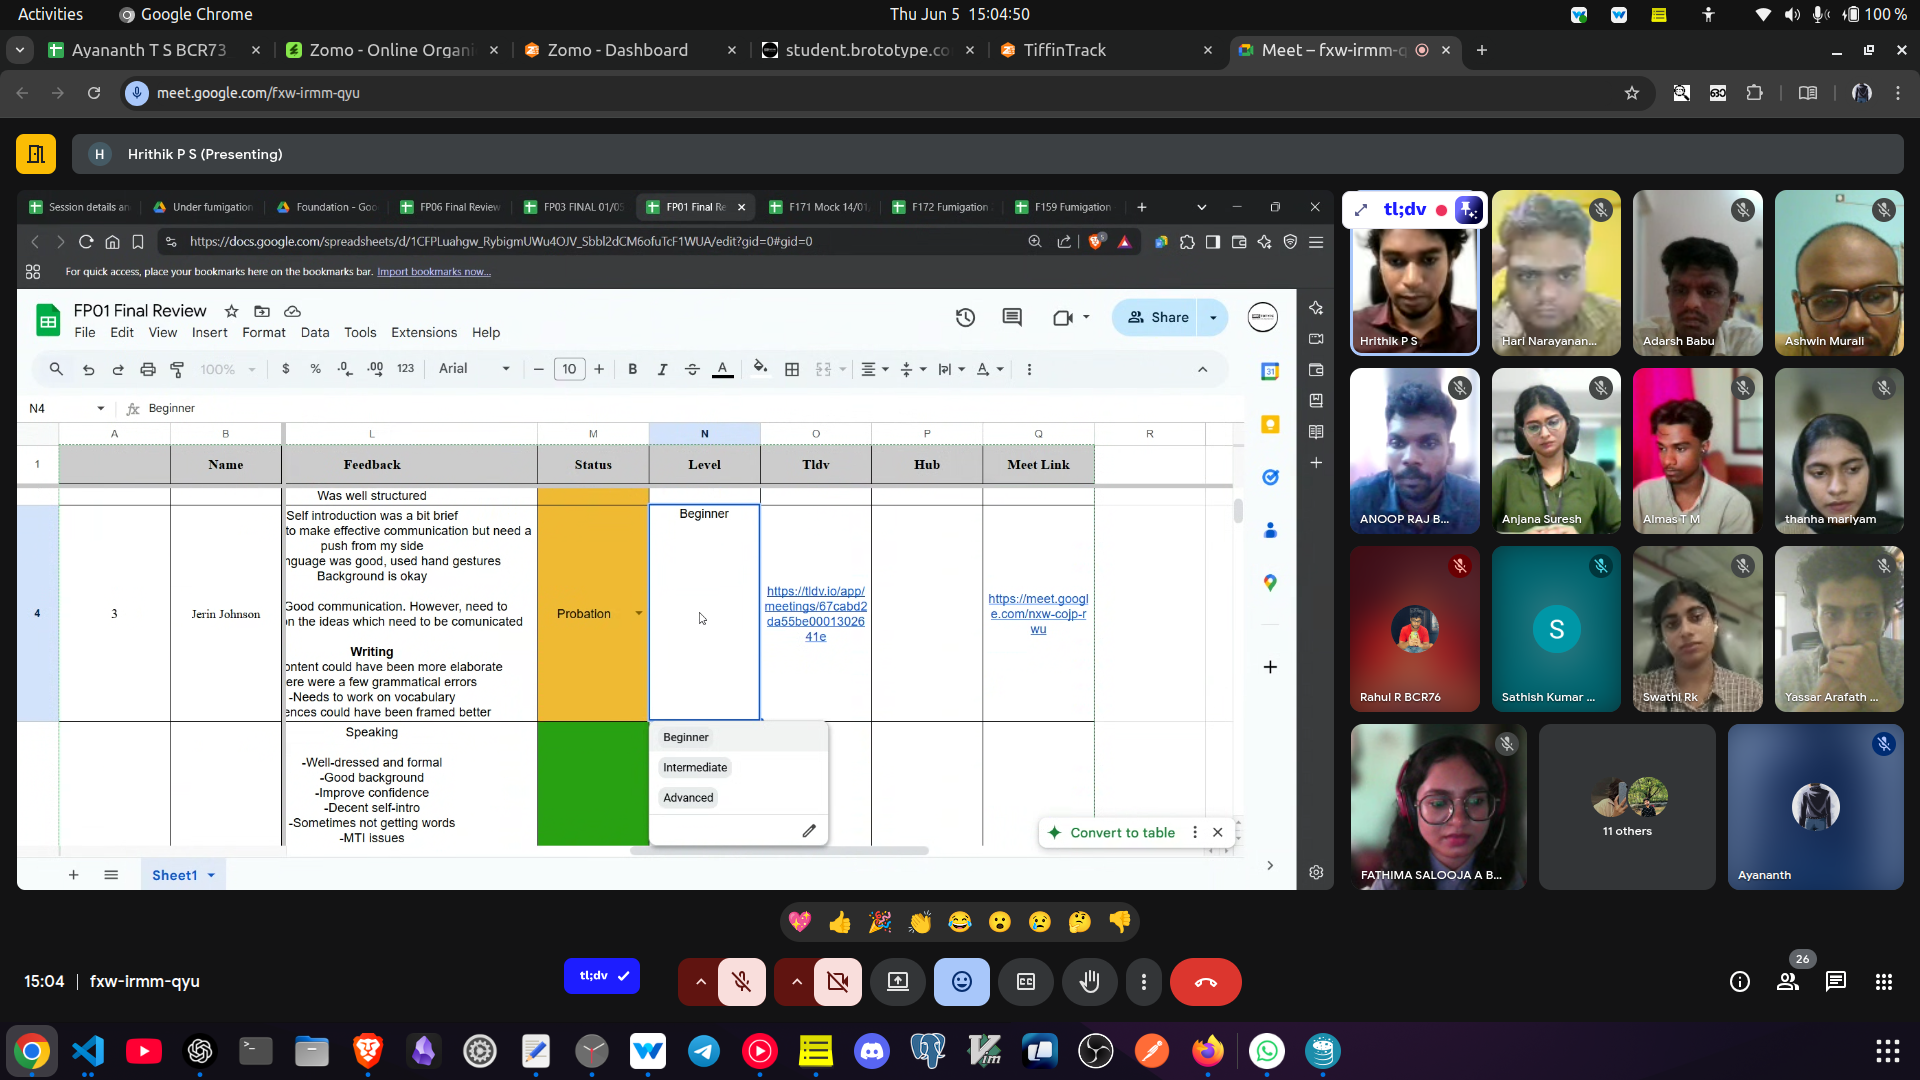 Activities
Google Chrome
Thu Jun 5 15:04:50
100 %
Ayananth T S BCR73
Zomo - Online Organi
Zomo - Dashboard
student.brototype.co
TiffinTrack
Meet – fxw-irmm-q
meet.google.com/fxw-irmm-qyu
H
Hrithik P S (Presenting)
Session details an
Under fumigation
Foundation - Goo
FP06 Final Review
FP03 FINAL 01/05
FP01 Final Re
F171 Mock 14/01
F172 Fumigation
F159 Fumigation
https://docs.google.com/spreadsheets/d/1CFPLuahgw_RybigmUWu4OJV_Sbbl2dCM6ofuTcF1WUA/edit?gid=0#gid=0
For quick access, place your bookmarks here on the bookmarks bar. Import bookmarks now...
FP01 Final Review
File Edit View Insert Format Data Tools Extensions Help
Share
100% $ % .0 .00 123 Arial 10 B I A
N4 fx Beginner
A B L M N O P Q R
1 Name Feedback Status Level Tldv Hub Meet Link
Was well structured
Self introduction was a bit brief
to make effective communication but need a
push from my side
nguage was good, used hand gestures
Background is okay
Good communication. However, need to
on the ideas which need to be comunicated
Writing
ontent could have been more elaborate
ere were a few grammatical errors
-Needs to work on vocabulary
ences could have been framed better
4
3
Jerin Johnson
Probation
Beginner
https://tldv.io/app/
meetings/67cabd2
da55be00013026
41e
https://meet.googl
e.com/nxw-cojp-r
wu
Speaking
-Well-dressed and formal
-Good background
-Improve confidence
-Decent self-intro
-Sometimes not getting words
-MTI issues
Beginner
Intermediate
Advanced
Convert to table
Sheet1
tl;dv
Hrithik P S
Hari Narayanan...
Adarsh Babu
Ashwin Murali
ANOOP RAJ B...
Anjana Suresh
Almas T M
thanha mariyam
Rahul R BCR76
S
Sathish Kumar ...
Swathi Rk
Yassar Arafath ...
FATHIMA SALOOJA A B...
11 others
Ayananth
15:04 | fxw-irmm-qyu
tl;dv
26